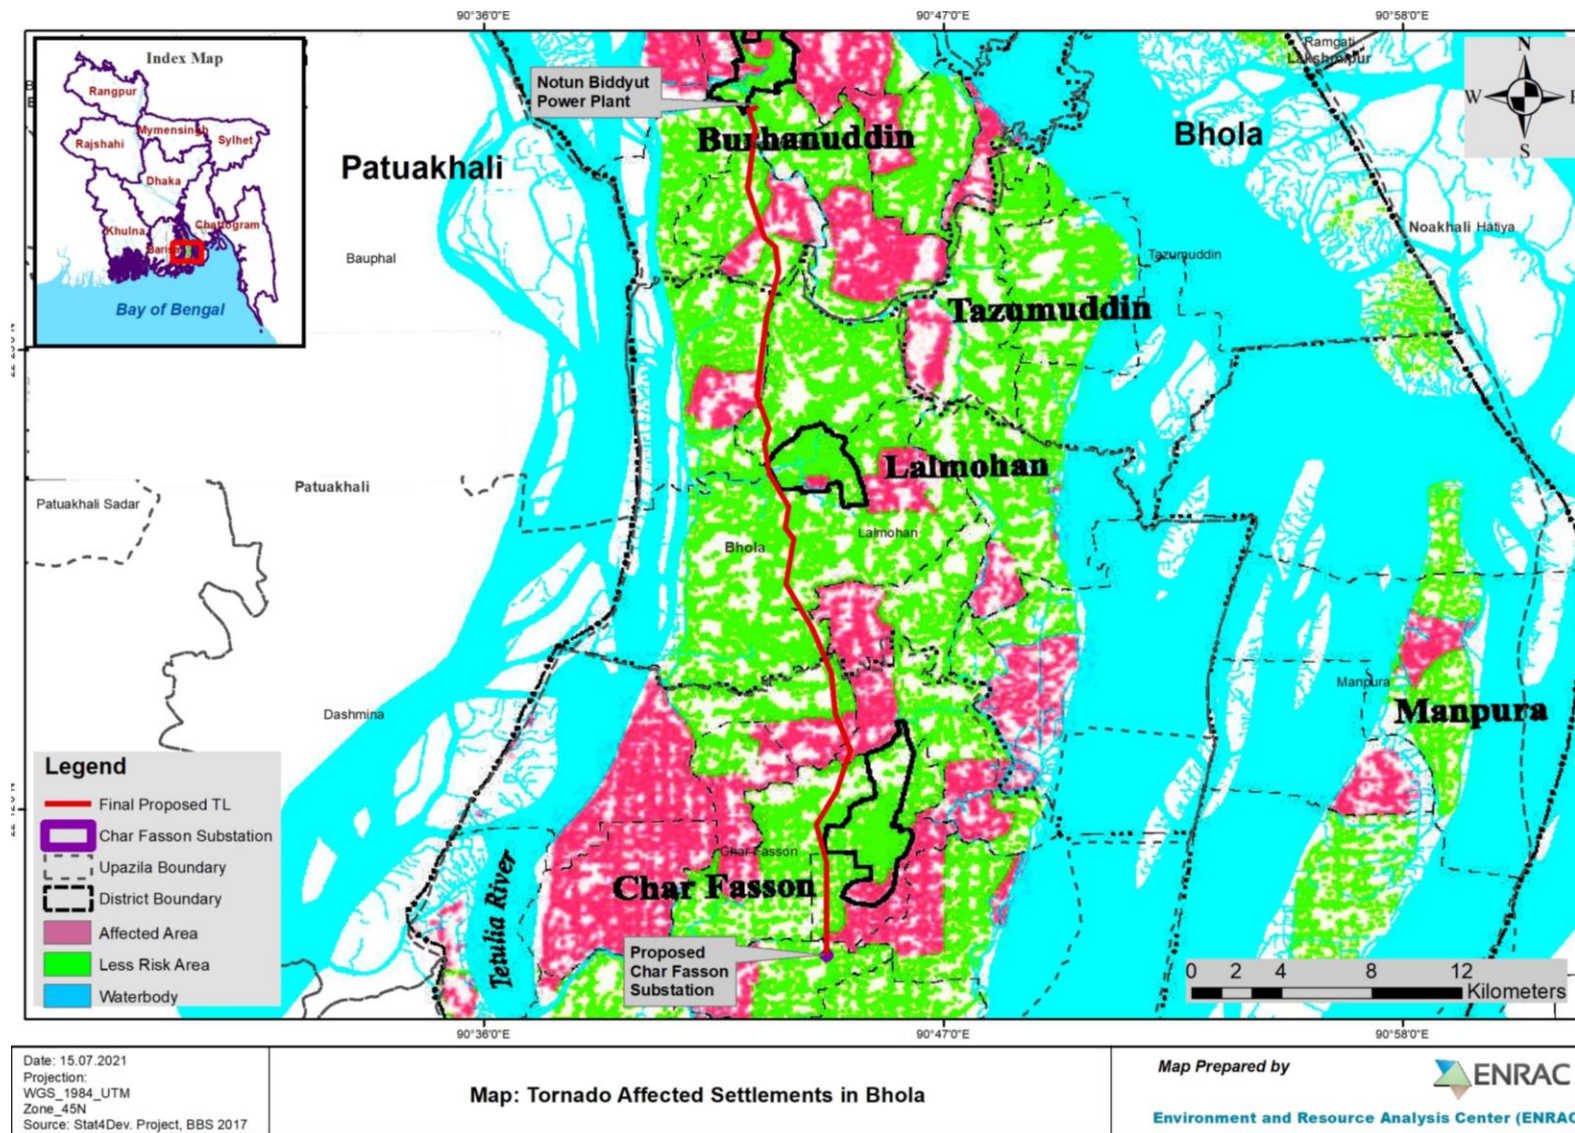 90°36'0"E
90°47'0"E
90°58'0"E
Index Map
Rangpur
Mymensingh
Sylhet
Rajshahi
Dhaka
Khulna
Chattogram
Bay of Bengal
Notun Biddyut
Power Plant
Burhanuddin
Patuakhali
Bhola
Ramgati
Lakshmipur
N
W
E
S
Noakhali Hatiya
Bauphal
Tazumuddin
Tazumuddin
Lalmohan
Patuakhali
Patuakhali Sadar
Lalmohan
Bhola
Manpura
Manpura
Dashmina
Char Fasson
Char Fasson
Tetulia River
Proposed
Char Fasson
Substation
Legend
Final Proposed TL
Char Fasson Substation
Upazila Boundary
District Boundary
Affected Area
Less Risk Area
Waterbody
0 2 4 8 12
Kilometers
90°36'0"E
90°47'0"E
90°58'0"E
Date: 15.07.2021
Projection:
WGS_1984_UTM
Zone_45N
Source: Stat4Dev. Project, BBS 2017
Map: Tornado Affected Settlements in Bhola
Map Prepared by
ENRAC
Environment and Resource Analysis Center (ENRAC